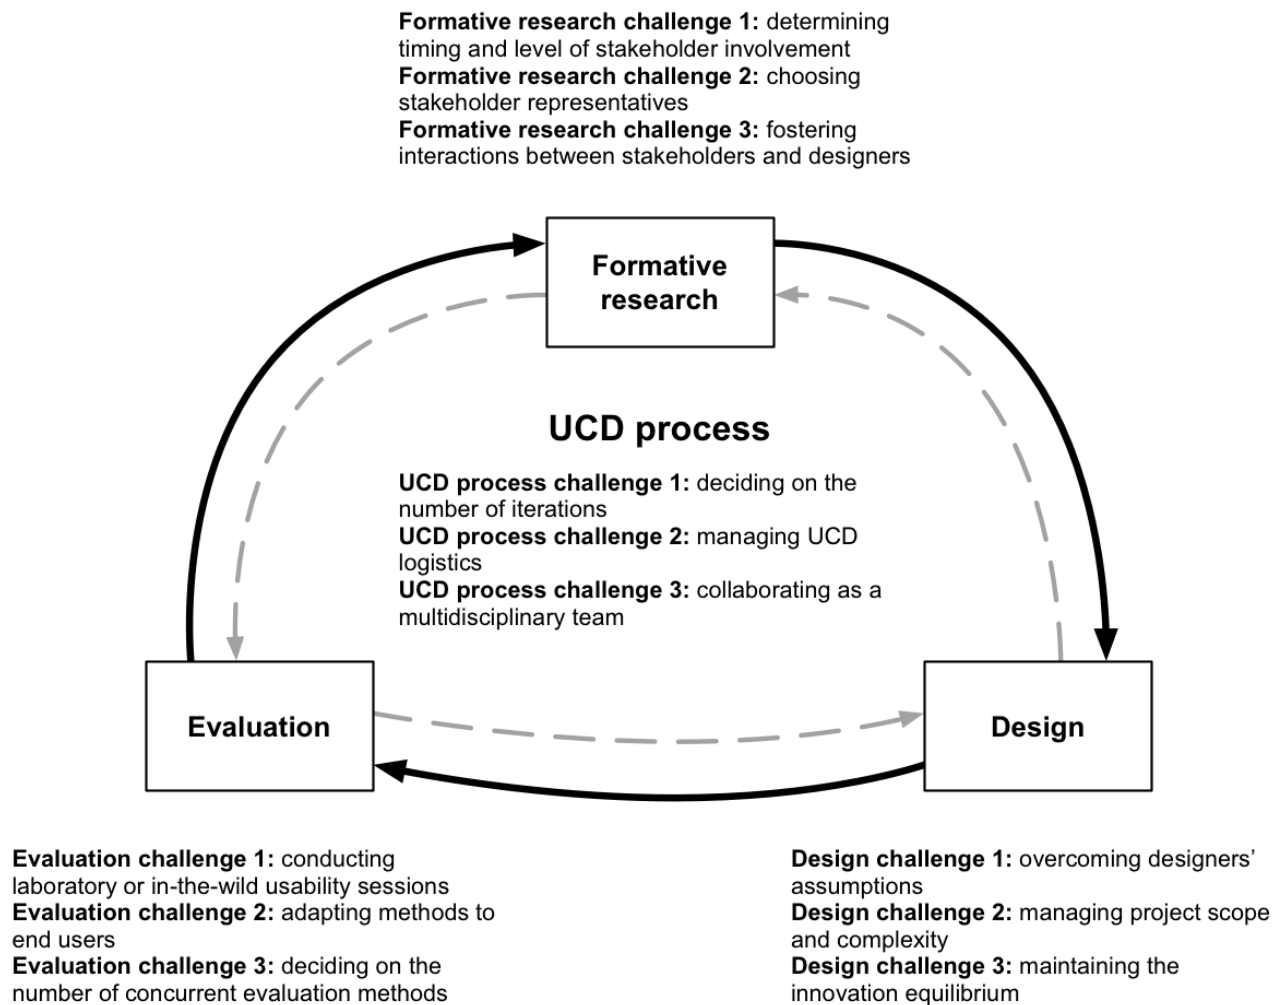 Formative research challenge 1: determining
timing and level of stakeholder involvement
Formative research challenge 2: choosing
stakeholder representatives
Formative research challenge 3: fostering
interactions between stakeholders and designers
Formative
research
UCD process
UCD process challenge 1: deciding on the
number of iterations
UCD process challenge 2: managing UCD
logistics
UCD process challenge 3: collaborating as a
multidisciplinary team
Evaluation
Design
Evaluation challenge 1: conducting
laboratory or in-the-wild usability sessions
Evaluation challenge 2: adapting methods to
end users
Evaluation challenge 3: deciding on the
number of concurrent evaluation methods
Design challenge 1: overcoming designers’
assumptions
Design challenge 2: managing project scope
and complexity
Design challenge 3: maintaining the
innovation equilibrium